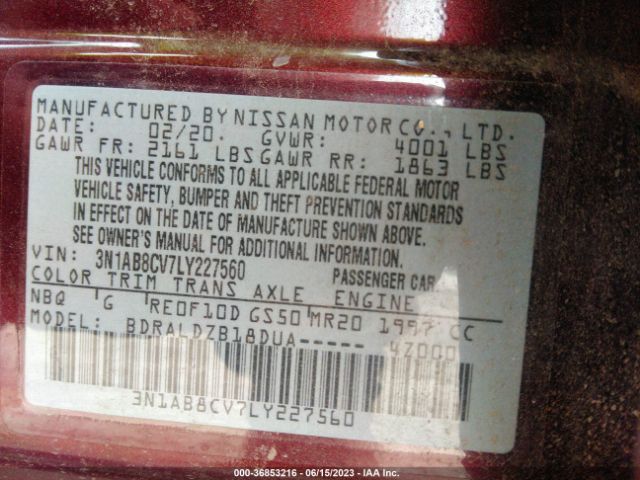 MANUFACTURED BY NISSAN MOTOR CO., LTD.
DATE: 02/20. GVWR: 4001 LBS
GAWR FR: 2161 LBS GAWR RR: 1863 LBS
THIS VEHICLE CONFORMS TO ALL APPLICABLE FEDERAL MOTOR
VEHICLE SAFETY, BUMPER AND THEFT PREVENTION STANDARDS
IN EFFECT ON THE DATE OF MANUFACTURE SHOWN ABOVE.
SEE OWNER'S MANUAL FOR ADDITIONAL INFORMATION.
VIN: 3N1AB8CV7LY227560 PASSENGER CAR
COLOR TRIM TRANS AXLE ENGINE
NBQ G RE0F10D GS50 MR20 1997 CC
MODEL: BDRALDZB18DUA----- 4Z000
3N1AB8CV7LY227560
000-36853216 - 06/15/2023 - IAA Inc.